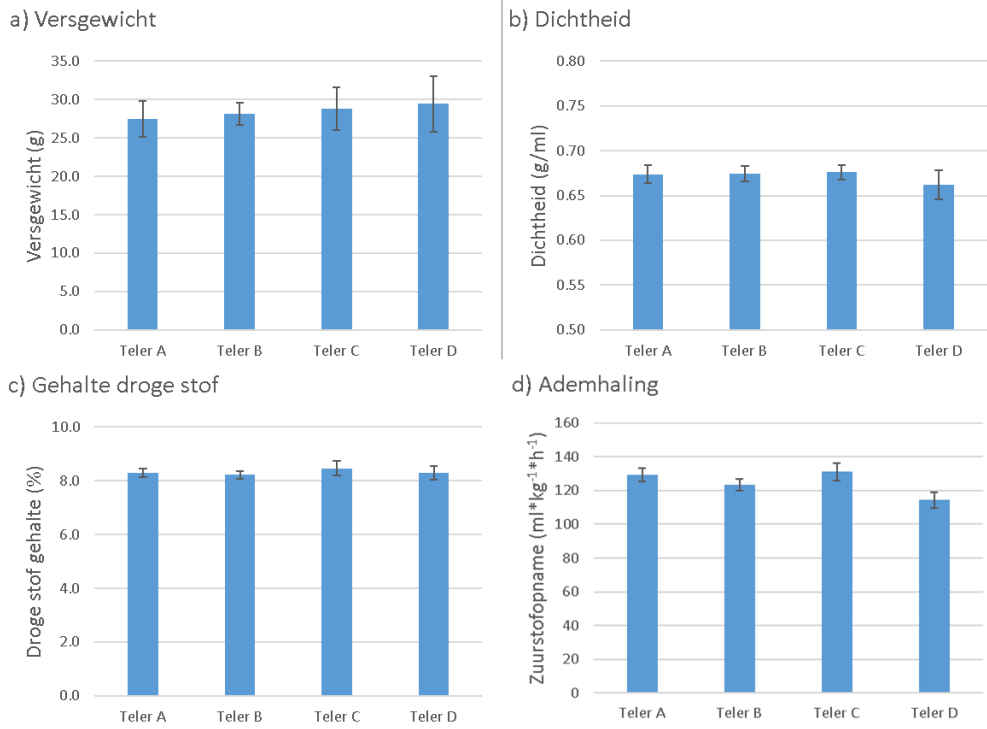 a) Versgewicht
Versgewicht (g)
35.0
30.0
25.0
20.0
15.0
10.0
5.0
0.0
Teler A Teler B Teler C Teler D
b) Dichtheid
Dichtheid (g/ml)
0.80
0.75
0.70
0.65
0.60
0.55
0.50
Teler A Teler B Teler C Teler D
c) Gehalte droge stof
Droge stof gehalte (%)
10.0
8.0
6.0
4.0
2.0
0.0
Teler A Teler B Teler C Teler D
d) Ademhaling
Zuurstofopname (ml*kg⁻¹*h⁻¹)
160
140
120
100
80
60
40
20
0
Teler A Teler B Teler C Teler D